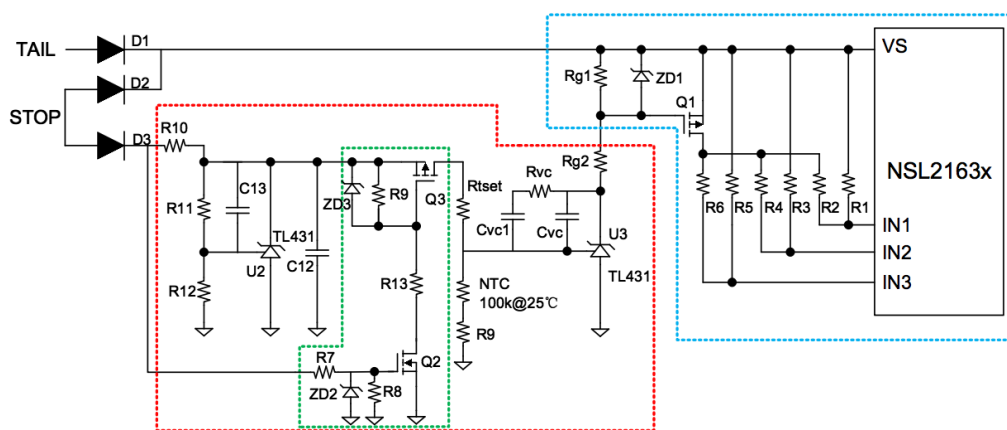 TAIL
D1
D2
STOP
D3
R10
Rg1
ZD1
Q1
VS
NSL2163x
R6
R5
R4
R3
R2
R1
IN1
IN2
IN3
Rg2
Rvc
Cvc1
Cvc
U3
TL431
C13
R11
TL431
U2
R12
C12
ZD3
R9
Q3
Rtset
R13
NTC
100k@25℃
R9
Q2
R7
ZD2
R8